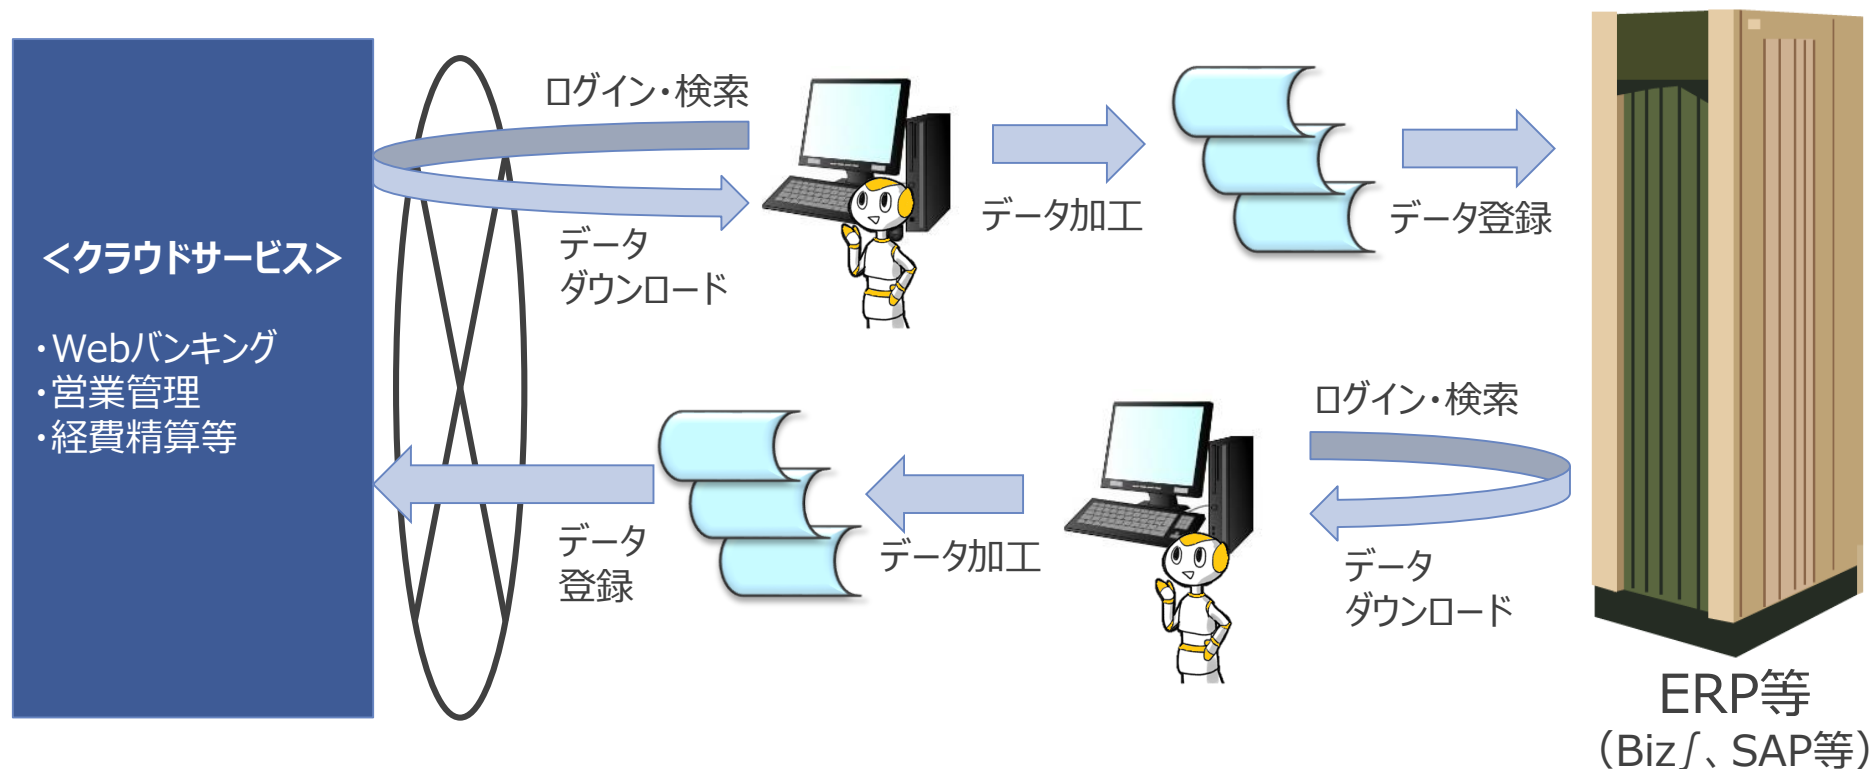 ＜クラウドサービス＞
・Webバンキング
・営業管理
・経費精算等
ログイン・検索
データ
ダウンロード
データ加工
データ登録
ログイン・検索
データ
ダウンロード
データ加工
データ
登録
ERP等
（Biz∫、SAP等）